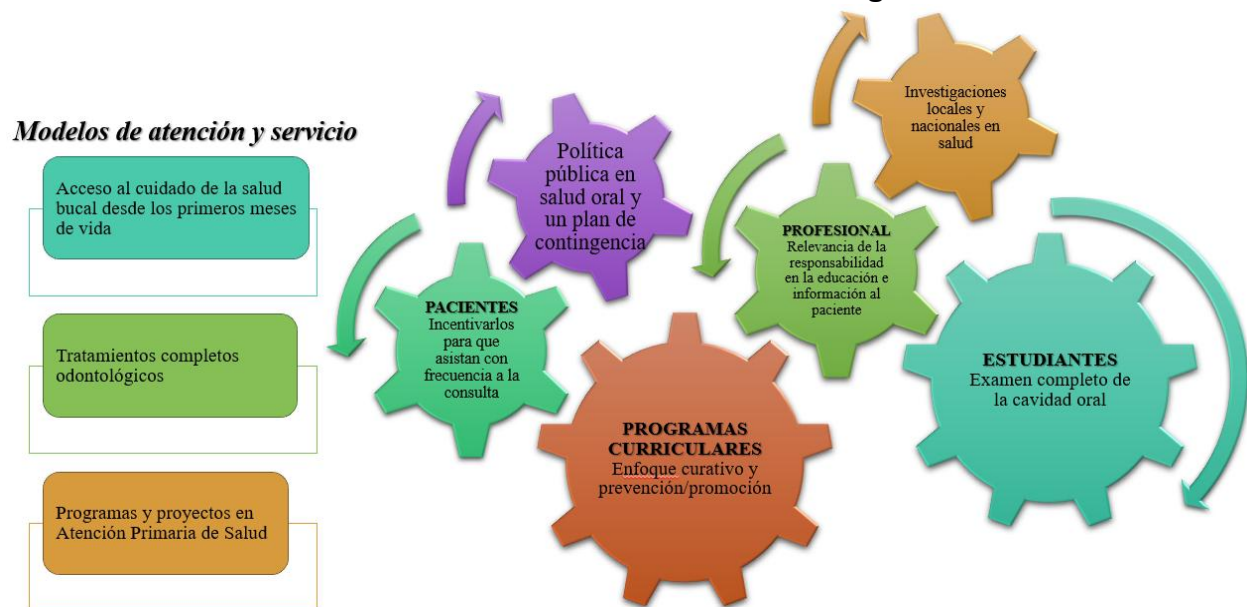 Modelos de atención y servicio
Acceso al cuidado de la salud
bucal desde los primeros meses
de vida
Tratamientos completos
odontológicos
Programas y proyectos en
Atención Primaria de Salud
Política
pública en
salud oral y
un plan de
contingencia
PACIENTES
Incentivarlos
para que
asistan con
frecuencia a la
consulta
PROGRAMAS
CURRICULARES
Enfoque curativo y
prevención/promoción
PROFESIONAL
Relevancia de la
responsabilidad
en la educación e
información al
paciente
Investigaciones
locales y
nacionales en
salud
ESTUDIANTES
Examen completo de
la cavidad oral